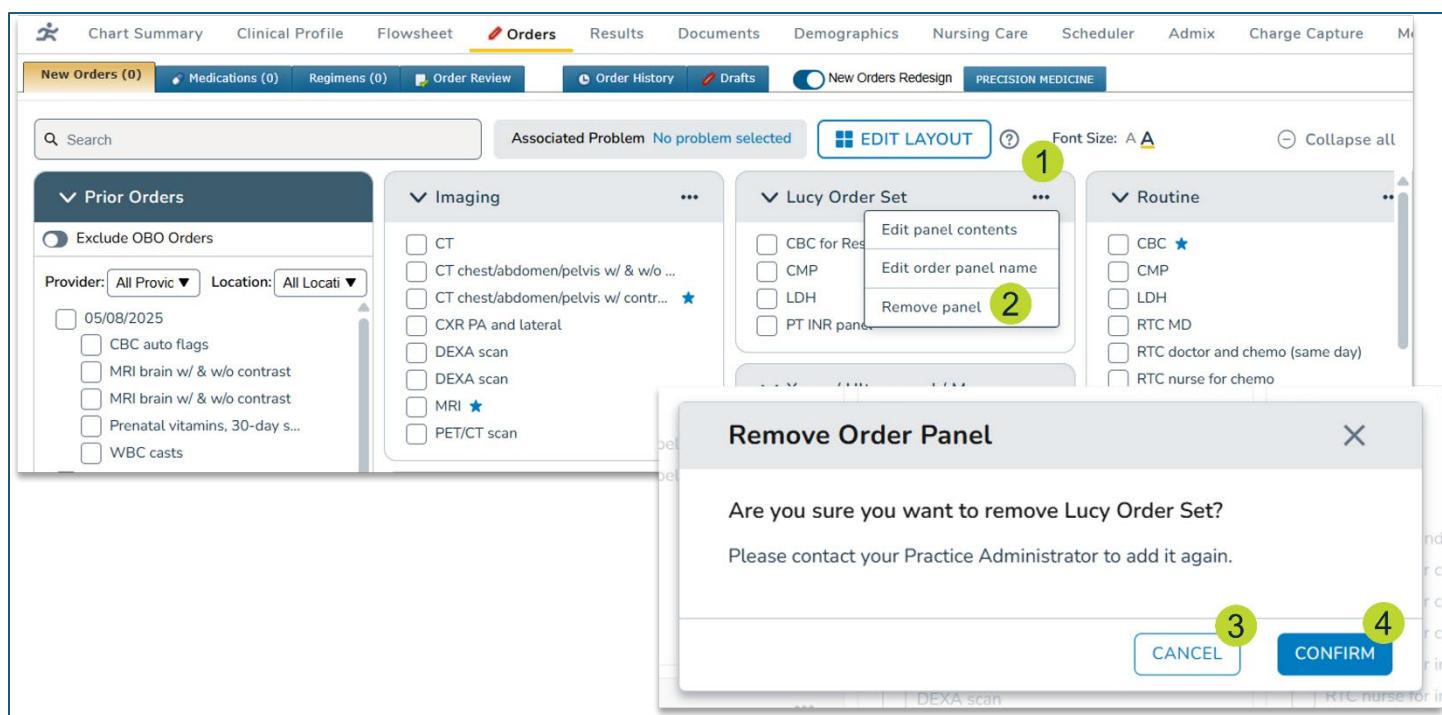 Chart Summary Clinical Profile Flowsheet Orders Results Documents Demographics Nursing Care Scheduler Admix Charge Capture
New Orders (0) Medications (0) Regimens (0) Order Review Order History Drafts New Orders Redesign PRECISION MEDICINE
Search Associated Problem No problem selected EDIT LAYOUT ? Font Size: A A Collapse all
1
Prior Orders
Exclude OBO Orders
Provider: All Provic ▼ Location: All Locati ▼
05/08/2025
CBC auto flags
MRI brain w/ & w/o contrast
MRI brain w/ & w/o contrast
Prenatal vitamins, 30-day s...
WBC casts
Imaging •••
CT
CT chest/abdomen/pelvis w/ & w/o ...
CT chest/abdomen/pelvis w/ contr...
CXR PA and lateral
DEXA scan
DEXA scan
MRI
PET/CT scan
Lucy Order Set •••
CBC for Res
CMP
LDH
PT INR panel
Edit panel contents
Edit order panel name
Remove panel 2
Routine
CBC
CMP
LDH
RTC MD
RTC doctor and chemo (same day)
RTC nurse for chemo
Remove Order Panel
Are you sure you want to remove Lucy Order Set?
Please contact your Practice Administrator to add it again.
3 4
CANCEL CONFIRM
DEXA scan
RTC nurse for